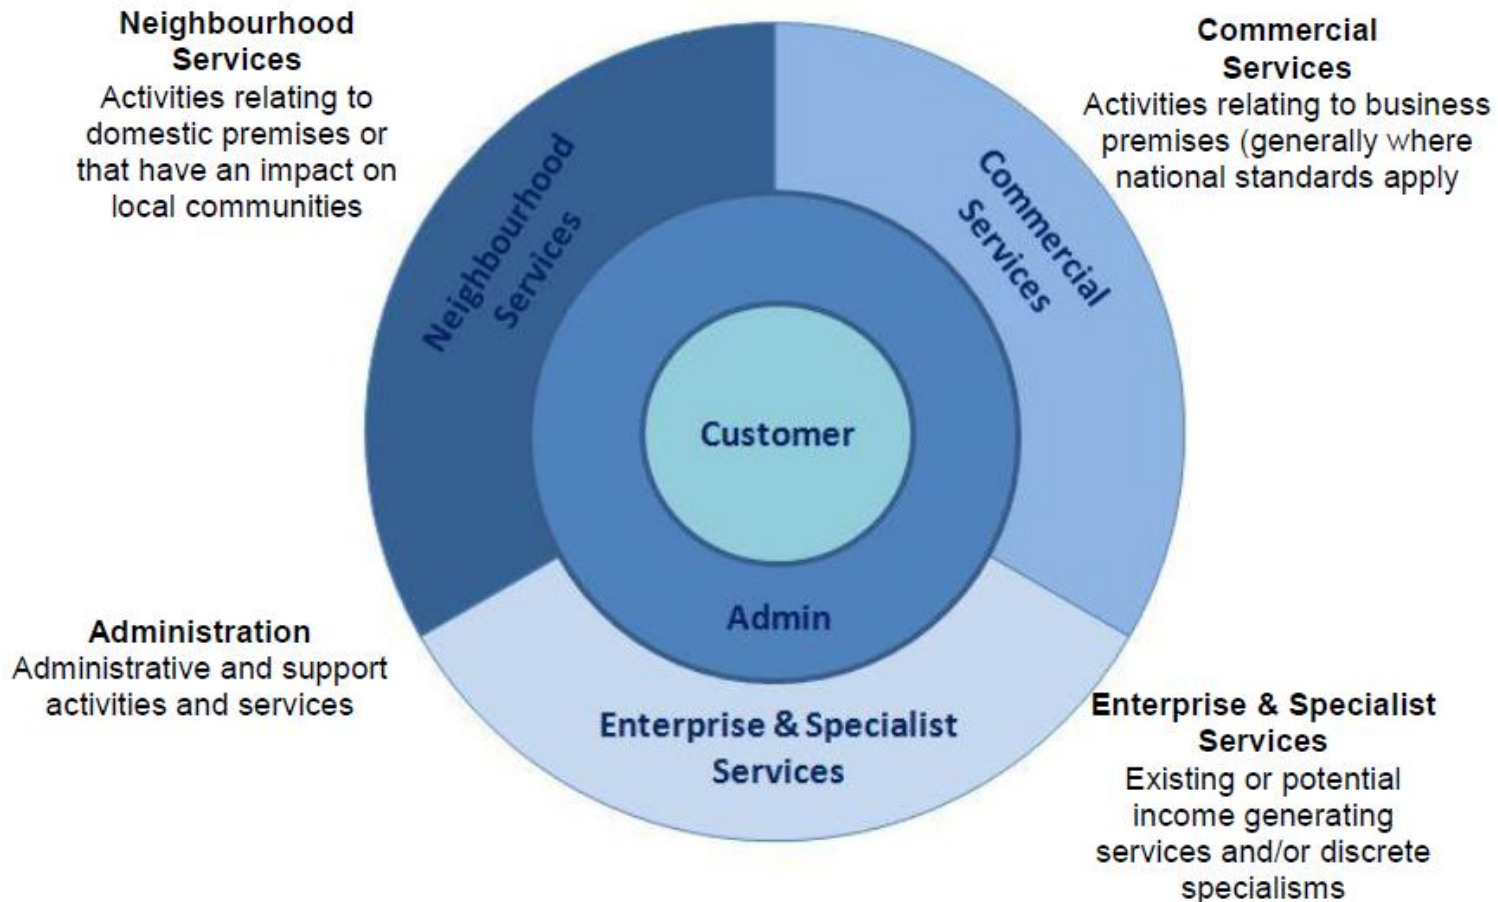 Neighbourhood
Services
Activities relating to
domestic premises or
that have an impact on
local communities
Commercial
Services
Activities relating to business
premises (generally where
national standards apply
Neighbourhood
Services
Commercial
Services
Customer
Admin
Enterprise & Specialist
Services
Administration
Administrative and support
activities and services
Enterprise & Specialist
Services
Existing or potential
income generating
services and/or discrete
specialisms